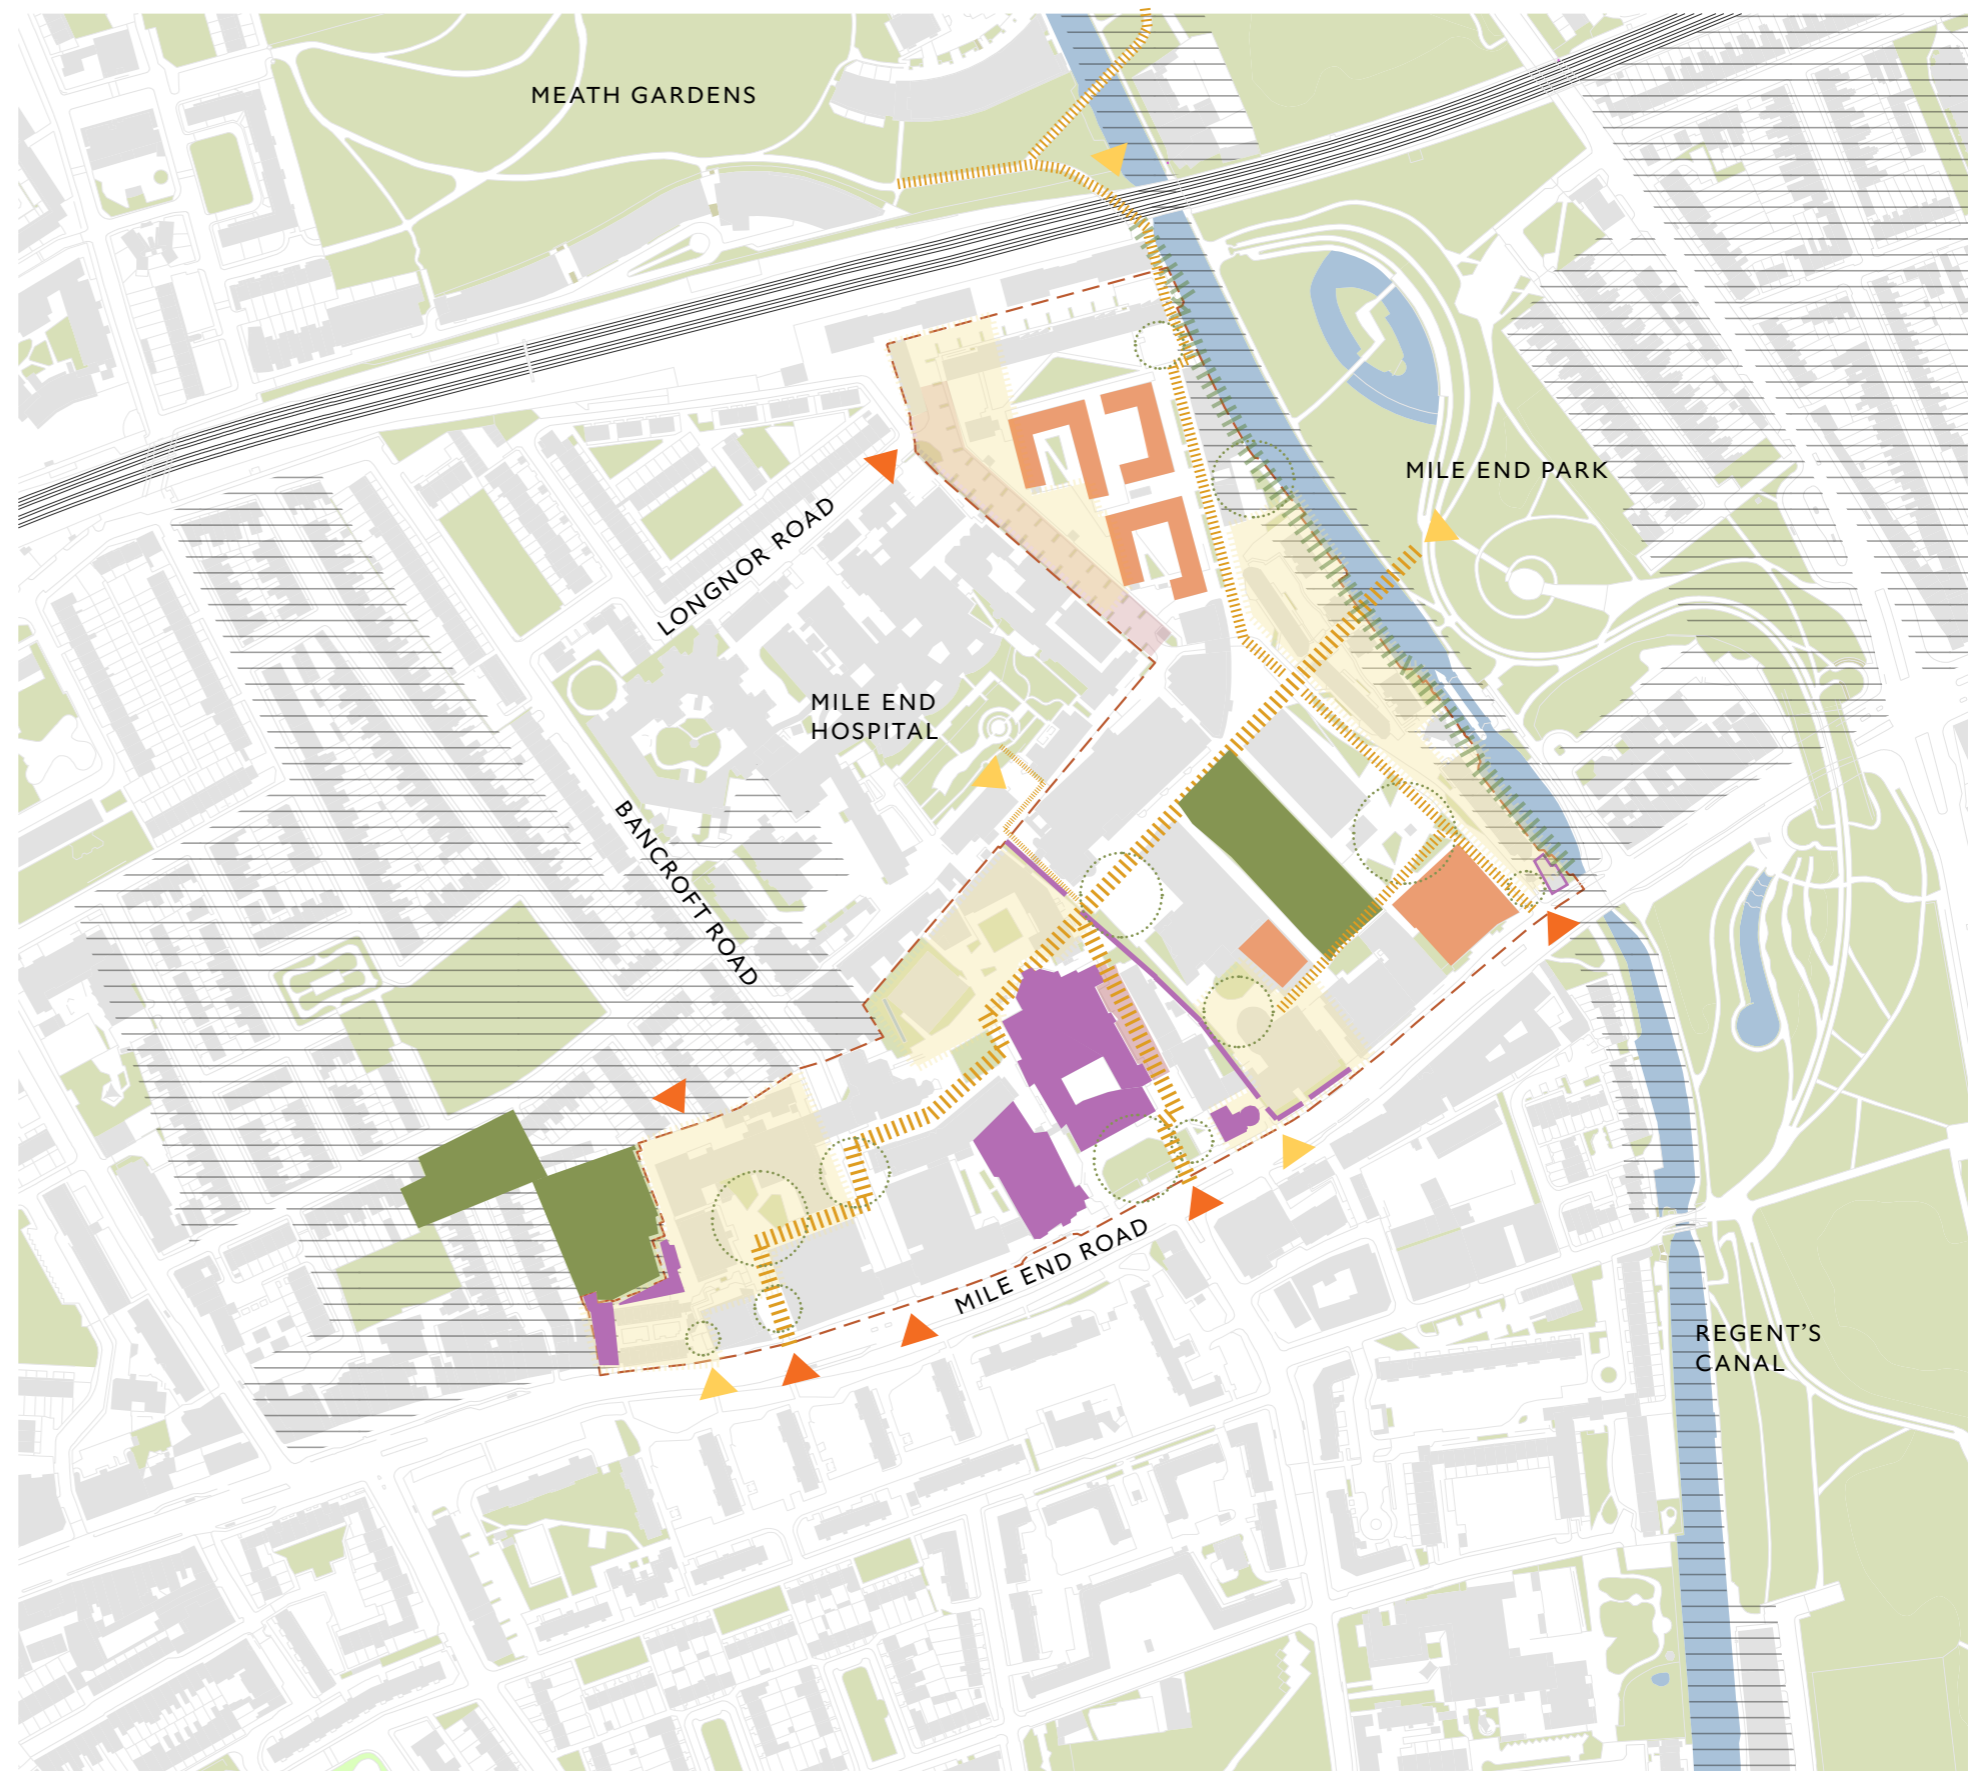 MEATH GARDENS
MILE END PARK
LONGNOR ROAD
MILE END
HOSPITAL
BANCROFT ROAD
MILE END ROAD
REGENT’S
CANAL